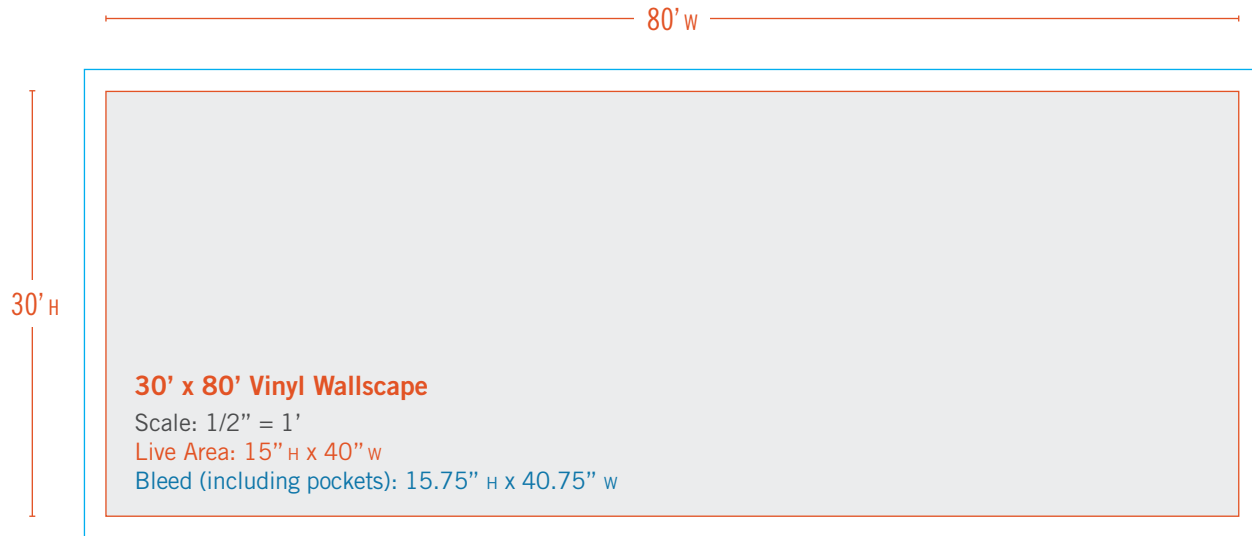 80’ W
30’ H
30’ x 80’ Vinyl Wallscape
Scale: 1/2” = 1’
Live Area: 15” H x 40” W
Bleed (including pockets): 15.75” H x 40.75” W